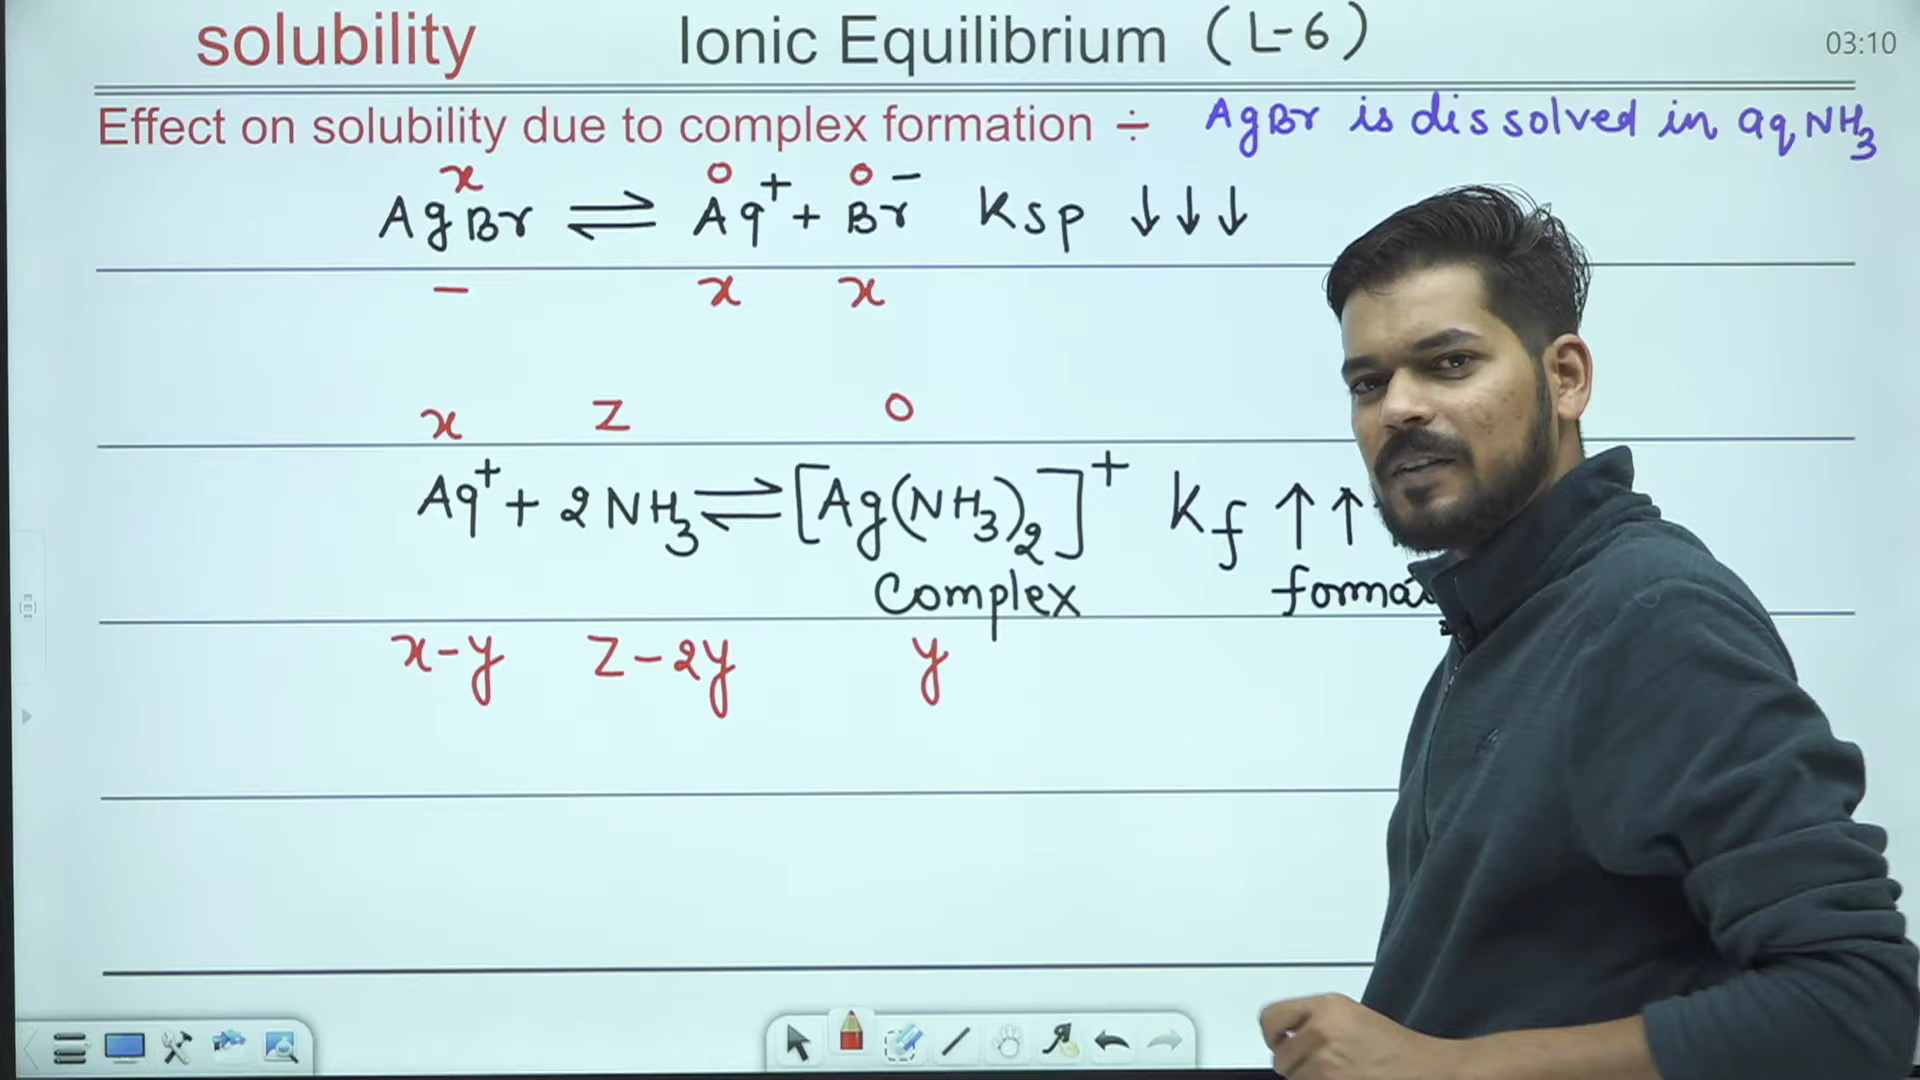 solubility Ionic Equilibrium (L-6) 03:10
Effect on solubility due to complex formation ÷ AgBr is dissolved in aq NH3
x 0 0
AgBr ⇌ Ag+ + Br- Ksp ↓↓↓
- x x
x z 0
Ag+ + 2NH3 ⇌ [Ag(NH3)2]+ Kf ↑↑
Complex
x-y z-2y y